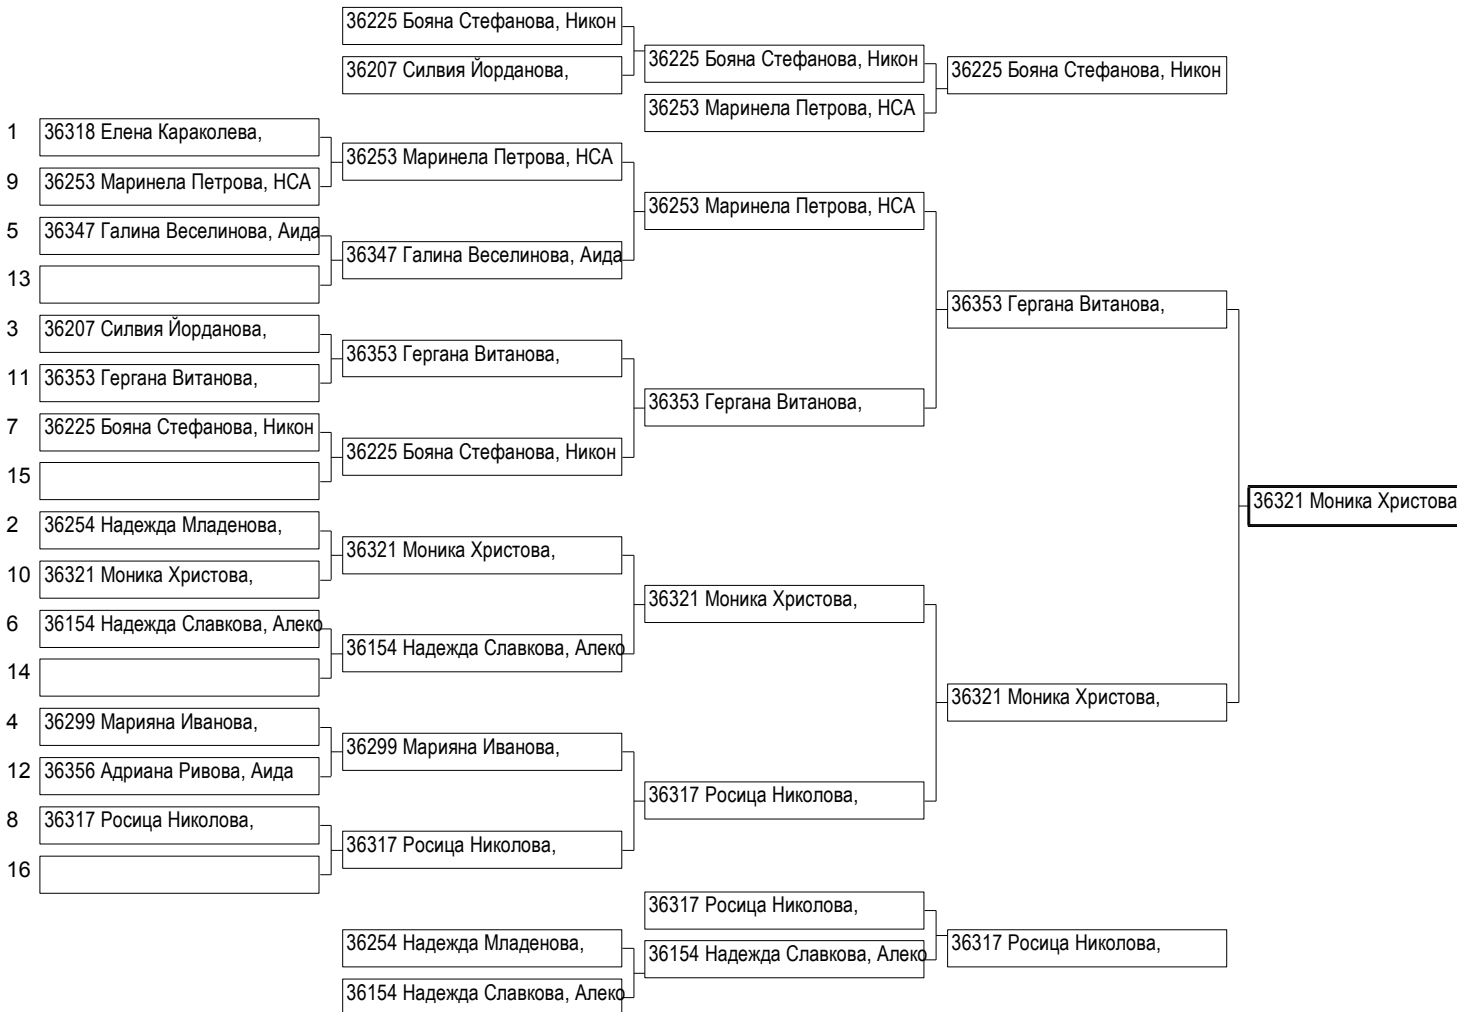 36225 Бояна Стефанова, Никон
36207 Силвия Йорданова,
36225 Бояна Стефанова, Никон
36253 Маринела Петрова, НСА
36225 Бояна Стефанова, Никон
1 36318 Елена Караколева,
9 36253 Маринела Петрова, НСА
5 36347 Галина Веселинова, Аида
13
3 36207 Силвия Йорданова,
11 36353 Гергана Витанова,
7 36225 Бояна Стефанова, Никон
15
2 36254 Надежда Младенова,
10 36321 Моника Христова,
6 36154 Надежда Славкова, Алеко
14
4 36299 Марияна Иванова,
12 36356 Адриана Ривова, Аида
8 36317 Росица Николова,
16
36253 Маринела Петрова, НСА
36347 Галина Веселинова, Аида
36353 Гергана Витанова,
36225 Бояна Стефанова, Никон
36321 Моника Христова,
36154 Надежда Славкова, Алеко
36299 Марияна Иванова,
36317 Росица Николова,
36253 Маринела Петрова, НСА
36353 Гергана Витанова,
36321 Моника Христова,
36317 Росица Николова,
36353 Гергана Витанова,
36321 Моника Христова,
36321 Моника Христова
36254 Надежда Младенова,
36154 Надежда Славкова, Алеко
36317 Росица Николова,
36154 Надежда Славкова, Алеко
36317 Росица Николова,